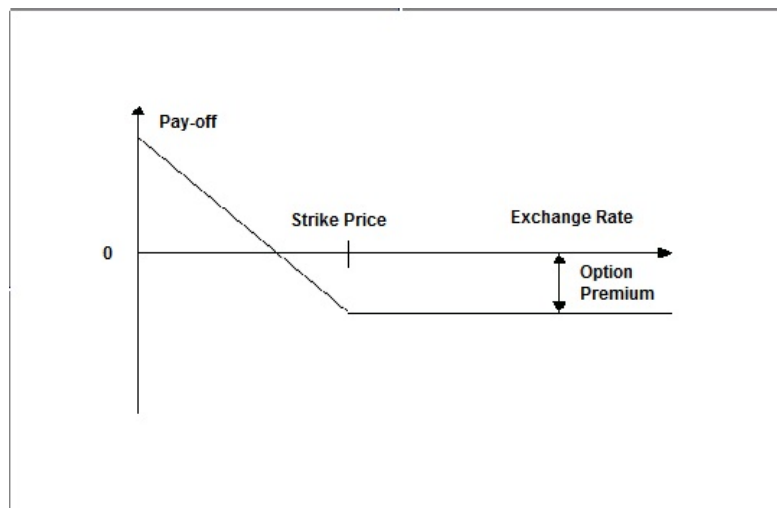 Pay-off
Strike Price
Exchange Rate
0
Option
Premium